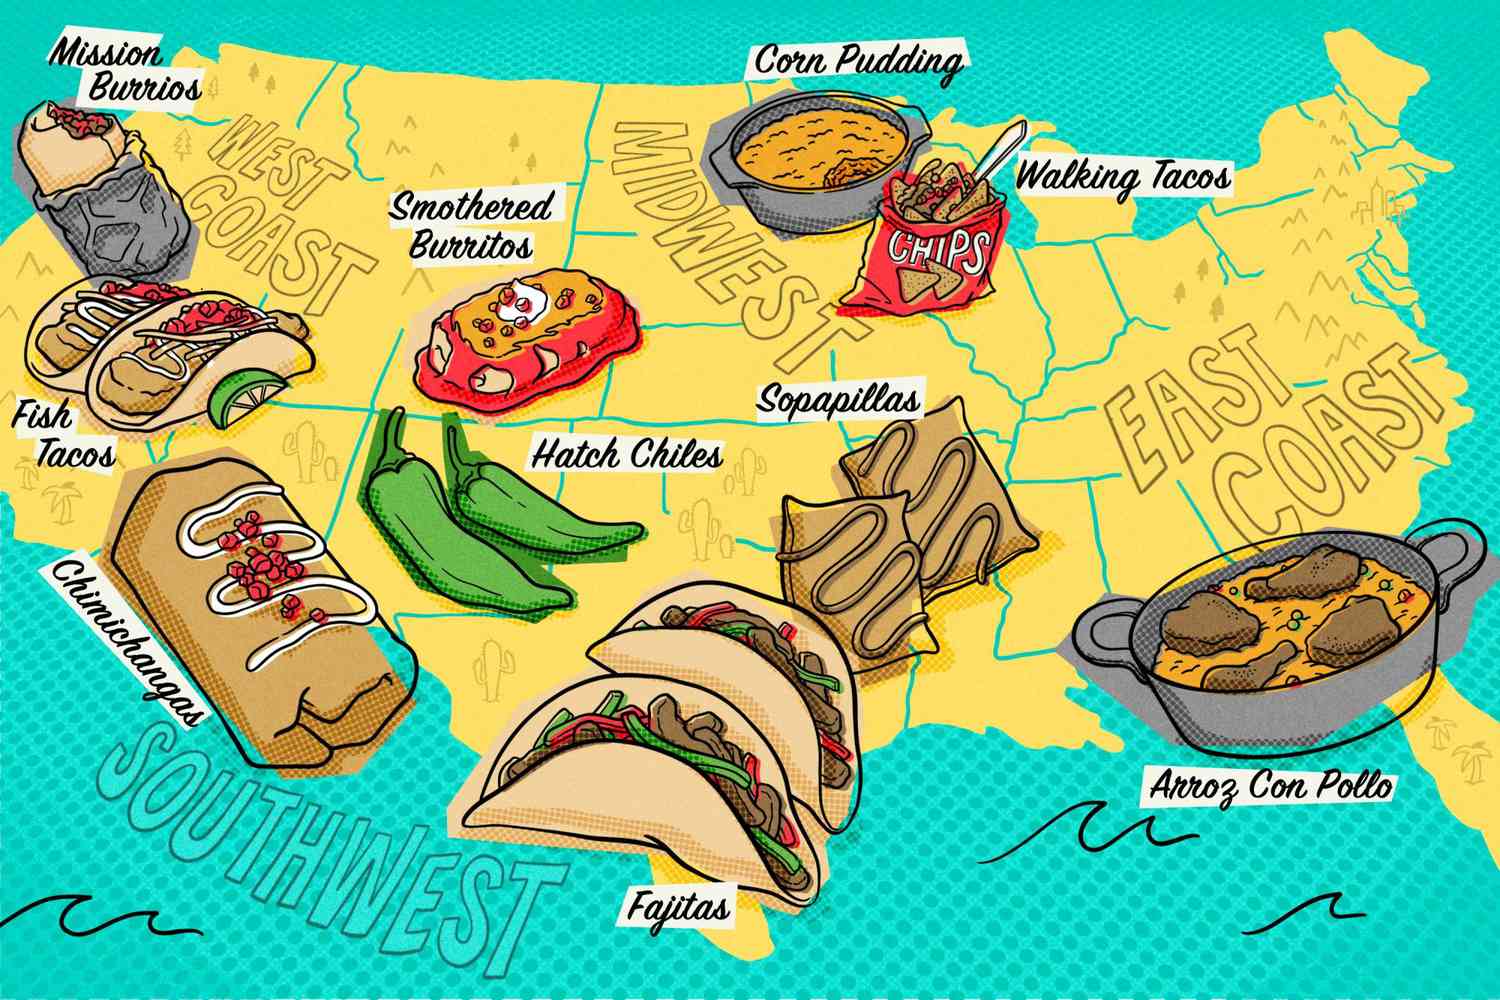 Mission
Burrios
Corn Pudding
WEST
COAST
MIDWEST
Walking Tacos
Smothered
Burritos
CHIPS
EAST
COAST
Fish
Tacos
Sopapillas
Hatch Chiles
Chimichangas
SOUTHWEST
Arroz Con Pollo
Fajitas